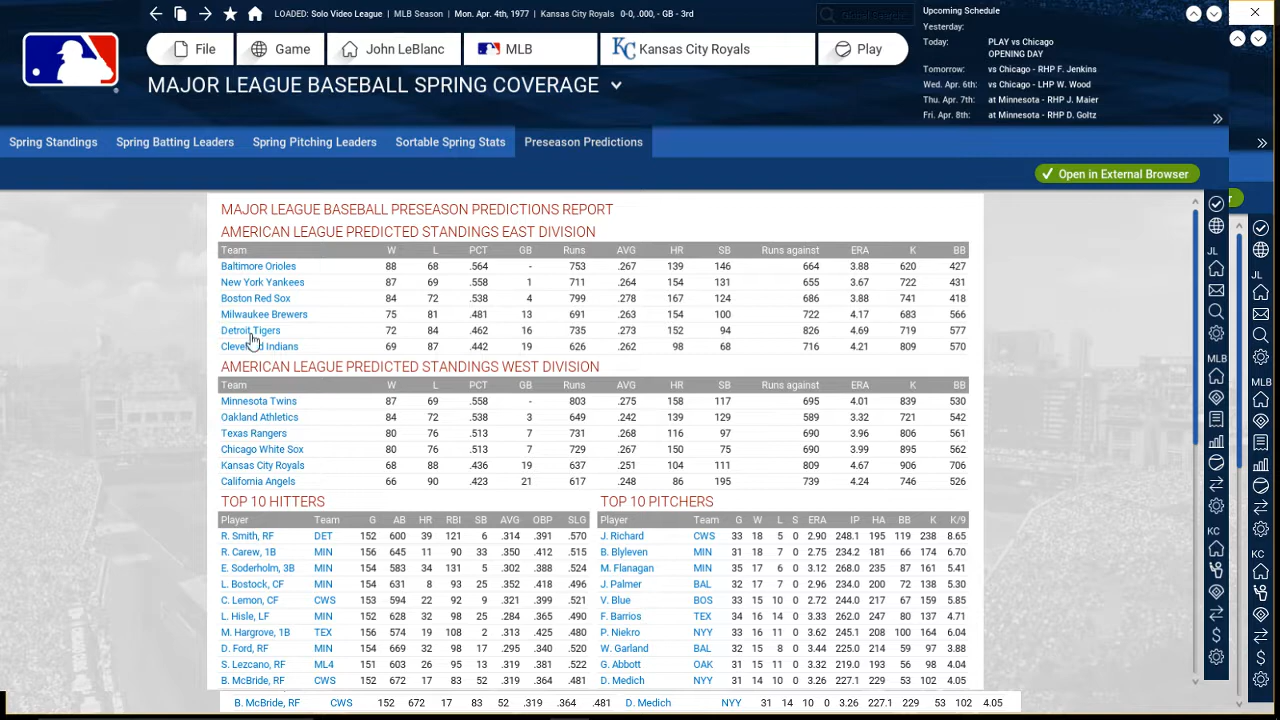 LOADED: Solo Video League | MLB Season | Mon. Apr. 4th, 1977 | Kansas City Royals 0-0, .000, - GB - 3rd
Upcoming Schedule
Yesterday:
Today: PLAY vs Chicago
OPENING DAY
Tomorrow: vs Chicago - RHP F. Jenkins
Wed. Apr. 6th: vs Chicago - LHP W. Wood
Thu. Apr. 7th: at Minnesota - RHP J. Maier
Fri. Apr. 8th: at Minnesota - RHP D. Goltz
File Game John LeBlanc MLB KC Kansas City Royals Play
MAJOR LEAGUE BASEBALL SPRING COVERAGE
Spring Standings Spring Batting Leaders Spring Pitching Leaders Sortable Spring Stats Preseason Predictions
Open in External Browser
MAJOR LEAGUE BASEBALL PRESEASON PREDICTIONS REPORT
AMERICAN LEAGUE PREDICTED STANDINGS EAST DIVISION
Team W L PCT GB Runs AVG HR SB Runs against ERA K BB
Baltimore Orioles 88 68 .564 - 753 .267 139 146 664 3.88 620 427
New York Yankees 87 69 .558 1 711 .264 154 131 655 3.67 722 431
Boston Red Sox 84 72 .538 4 799 .278 167 124 686 3.88 741 418
Milwaukee Brewers 75 81 .481 13 691 .263 154 100 722 4.17 683 566
Detroit Tigers 72 84 .462 16 735 .273 152 94 826 4.69 719 577
Cleveland Indians 69 87 .442 19 626 .262 98 68 716 4.21 809 570
AMERICAN LEAGUE PREDICTED STANDINGS WEST DIVISION
Team W L PCT GB Runs AVG HR SB Runs against ERA K BB
Minnesota Twins 87 69 .558 - 803 .275 158 117 695 4.01 839 530
Oakland Athletics 84 72 .538 3 649 .242 139 129 589 3.32 721 542
Texas Rangers 80 76 .513 7 731 .268 116 97 690 3.96 806 561
Chicago White Sox 80 76 .513 7 729 .267 150 75 690 3.99 895 562
Kansas City Royals 68 88 .436 19 637 .251 104 111 809 4.67 906 706
California Angels 66 90 .423 21 617 .248 86 195 739 4.24 746 526
TOP 10 HITTERS TOP 10 PITCHERS
Player Team G AB HR RBI SB AVG OBP SLG Player Team G W L S ERA IP HA BB K K/9
R. Smith, RF DET 152 600 39 121 6 .314 .391 .570 J. Richard CWS 33 18 5 0 2.90 248.1 195 119 238 8.65
R. Carew, 1B MIN 156 645 11 90 33 .350 .412 .515 B. Blyleven MIN 31 18 7 0 2.75 234.2 181 66 174 6.70
E. Soderholm, 3B MIN 154 583 34 131 5 .302 .388 .524 M. Flanagan MIN 35 17 6 0 3.12 268.0 235 87 161 5.41
L. Bostock, CF MIN 154 631 8 93 25 .352 .418 .496 J. Palmer BAL 32 17 7 0 2.96 234.0 200 72 138 5.30
C. Lemon, CF CWS 153 594 22 92 9 .321 .399 .521 V. Blue BOS 33 15 10 0 2.72 244.0 217 67 159 5.85
L. Hisle, LF MIN 152 628 32 98 25 .284 .365 .490 F. Barrios TEX 34 16 14 0 3.33 262.0 247 80 137 4.71
M. Hargrove, 1B TEX 156 574 19 108 2 .313 .425 .480 P. Niekro NYY 33 16 11 0 3.62 245.1 208 100 164 6.04
D. Ford, RF MIN 154 669 32 98 17 .295 .340 .520 W. Garland BAL 32 15 8 0 3.44 225.0 214 59 97 3.88
S. Lezcano, RF ML4 151 603 26 95 13 .319 .381 .522 G. Abbott OAK 31 15 11 0 3.32 219.0 193 56 98 4.04
B. McBride, RF CWS 152 672 17 83 52 .319 .364 .481 D. Medich NYY 31 14 10 0 3.26 227.1 229 53 102 4.05
B. McBride, RF CWS 152 672 17 83 52 .319 .364 .481 D. Medich NYY 31 14 10 0 3.26 227.1 229 53 102 4.05
JL
MLB
KC
JL
MLB
KC